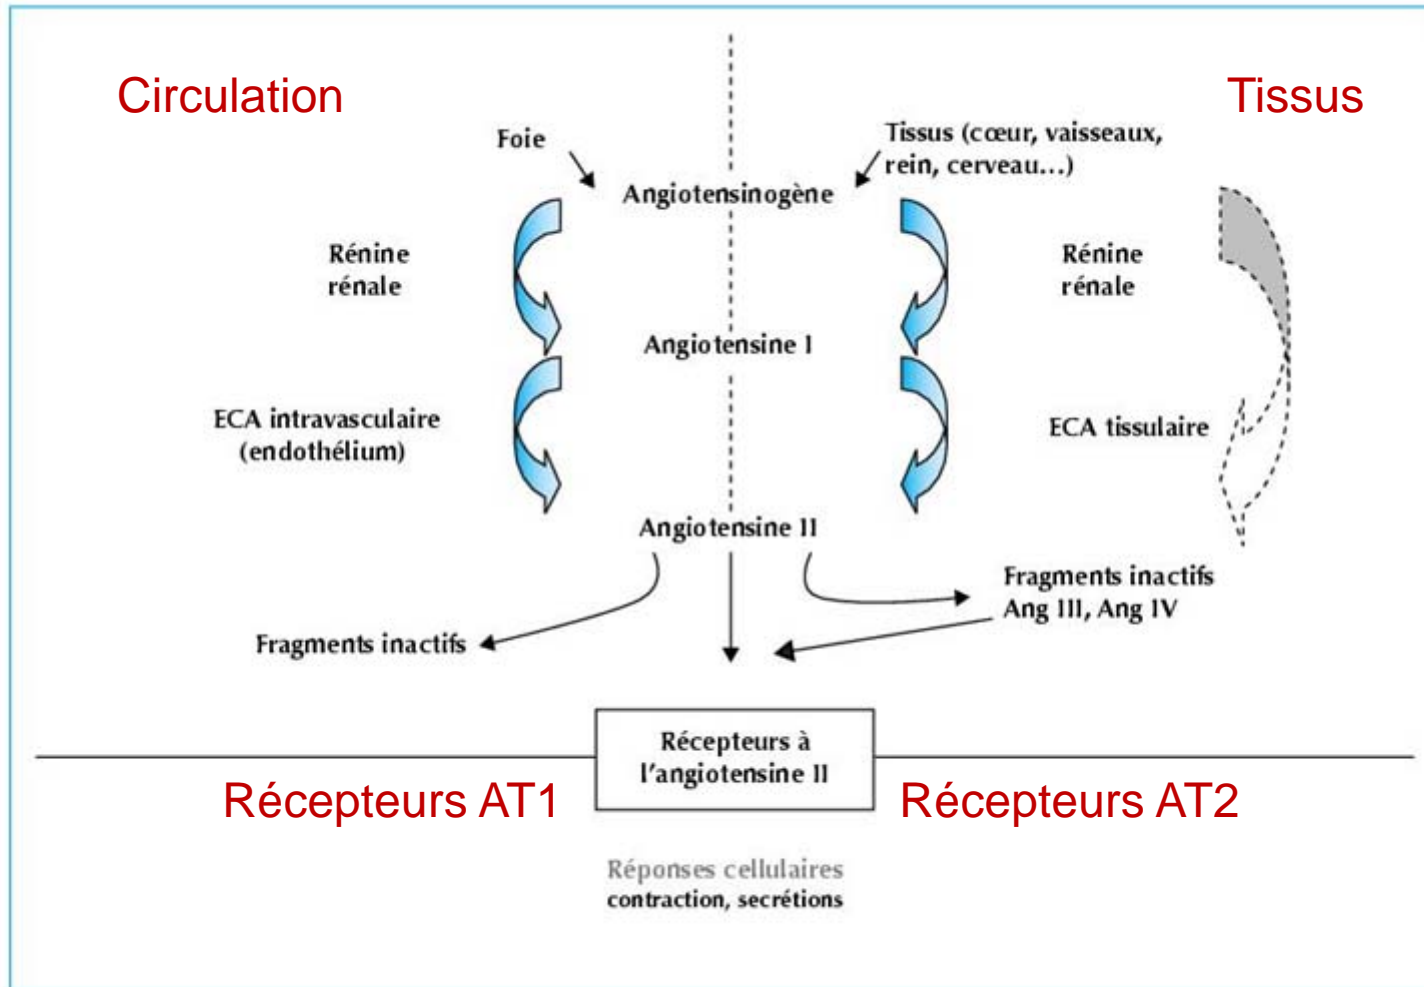 Circulation
Tissus
Foie
Tissus (cœur, vaisseaux,
rein, cerveau...)
Angiotensinogène
Rénine
rénale
Rénine
rénale
Angiotensine I
ECA intravasculaire
(endothélium)
ECA tissulaire
Angiotensine II
Fragments inactifs
Ang III, Ang IV
Fragments inactifs
Récepteurs à
l'angiotensine II
Récepteurs AT1
Récepteurs AT2
Réponses cellulaires
contraction, secrétions